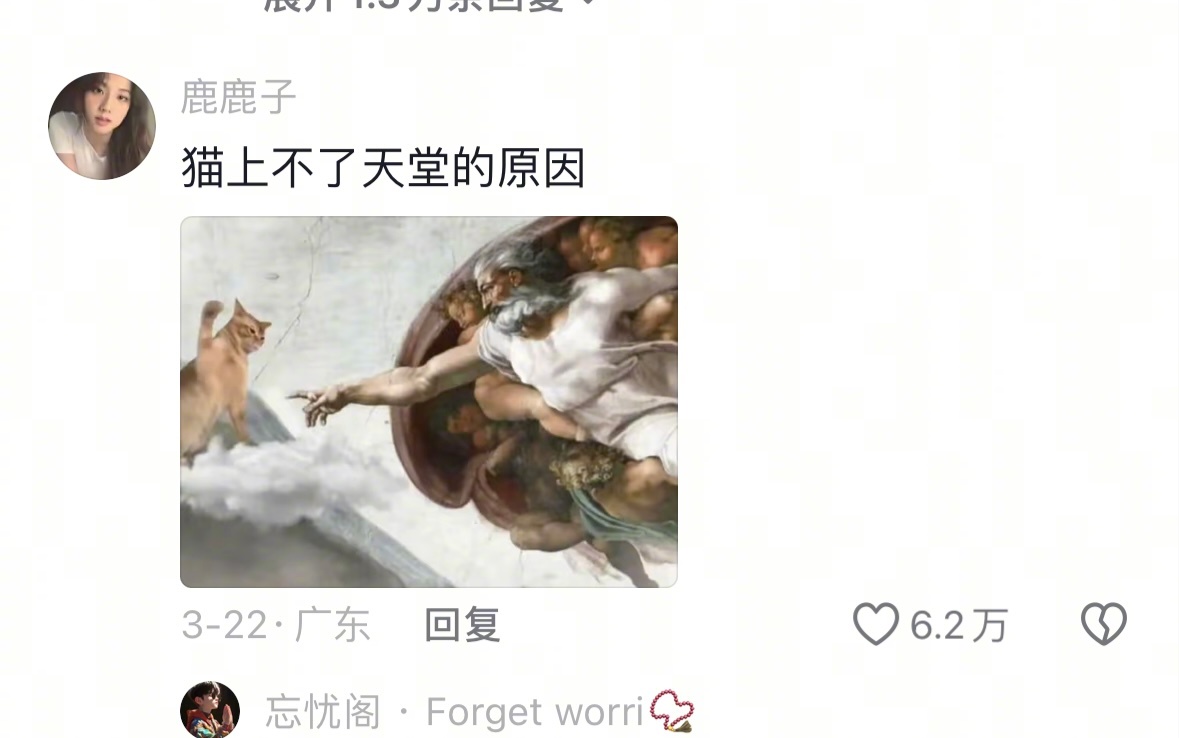 展开1.3万条回复
鹿鹿子
猫上不了天堂的原因
3-22 · 广东 回复 6.2万
忘忧阁 · Forget worri